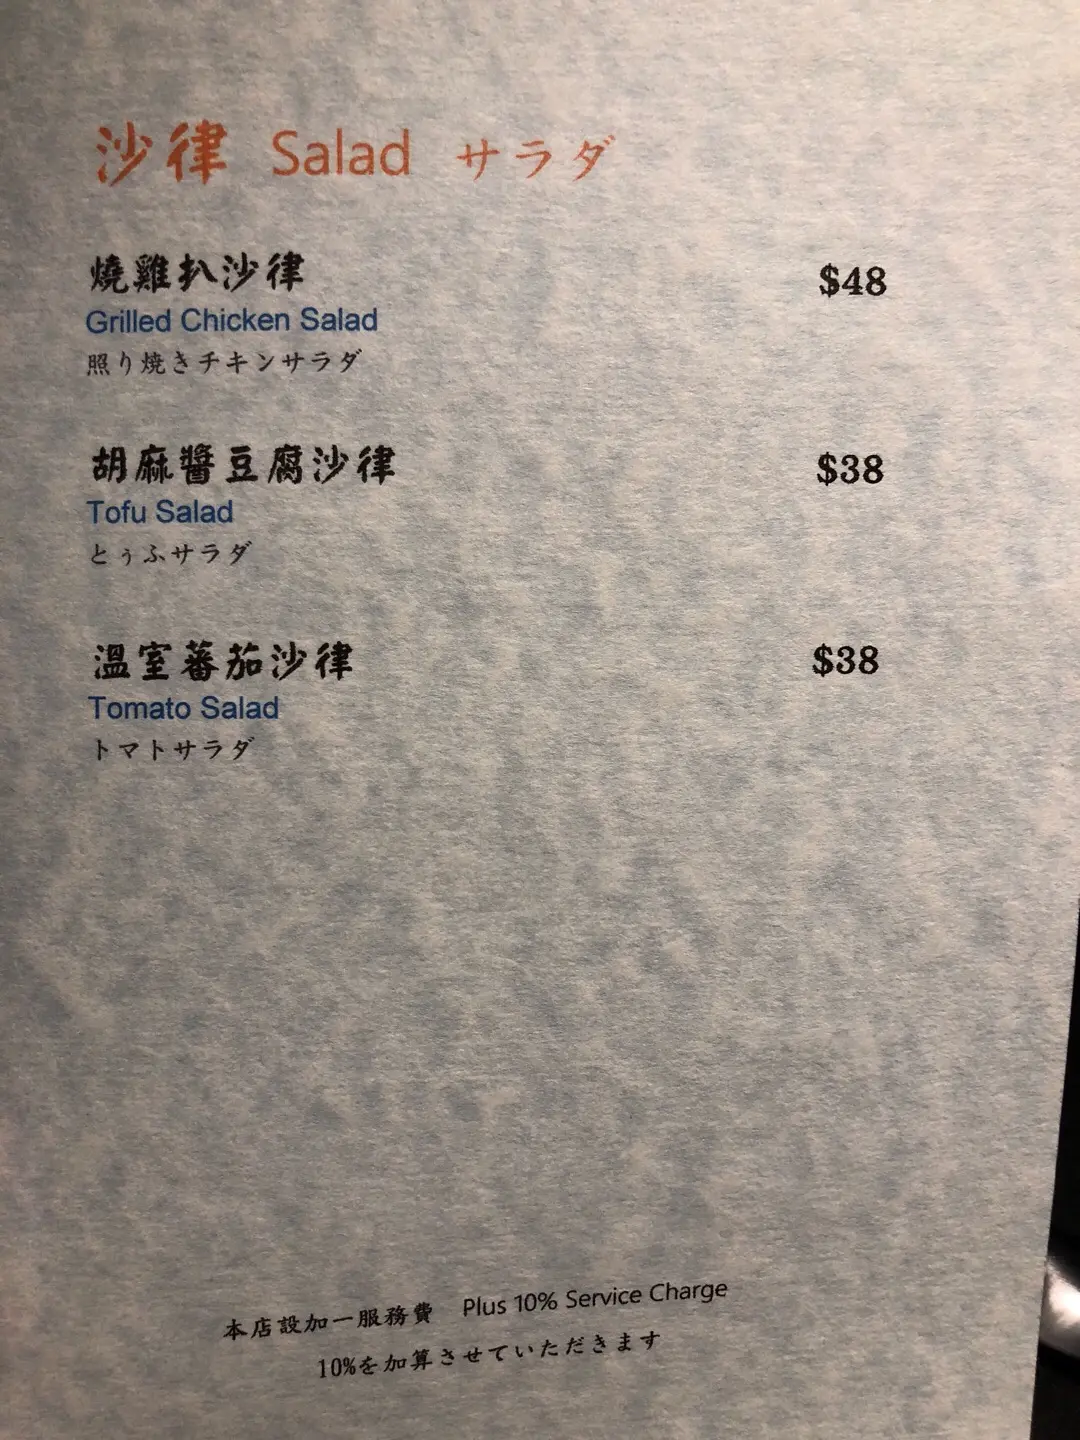 沙律 Salad サラダ
燒雞扒沙律 $48
Grilled Chicken Salad
照り焼きチキンサラダ
胡麻醬豆腐沙律 $38
Tofu Salad
とぅふサラダ
溫室蕃茄沙律 $38
Tomato Salad
トマトサラダ
本店設加一服務費 Plus 10% Service Charge
10%を加算させていただきます